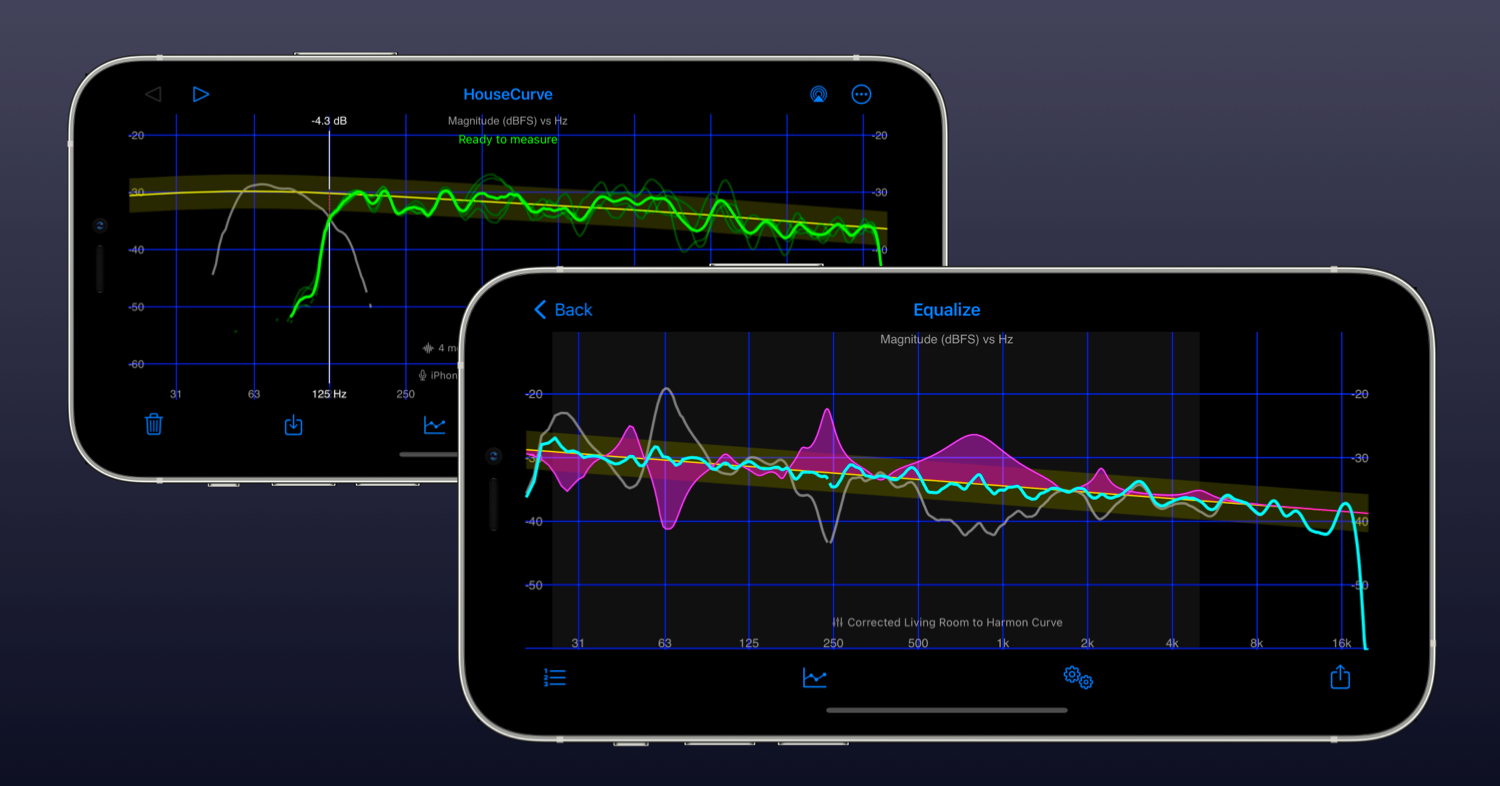 HouseCurve
-4.3 dB
Magnitude (dBFS) vs Hz
Ready to measure
-20 -20
-30 -30
-40 -40
-50
-60
4 m
iPhon
31 63 125 Hz 250
Back
Equalize
Magnitude (dBFS) vs Hz
-20 -20
-30 -30
-40 -40
-50 -50
Corrected Living Room to Harmon Curve
31 63 125 250 500 1k 2k 4k 8k 16k